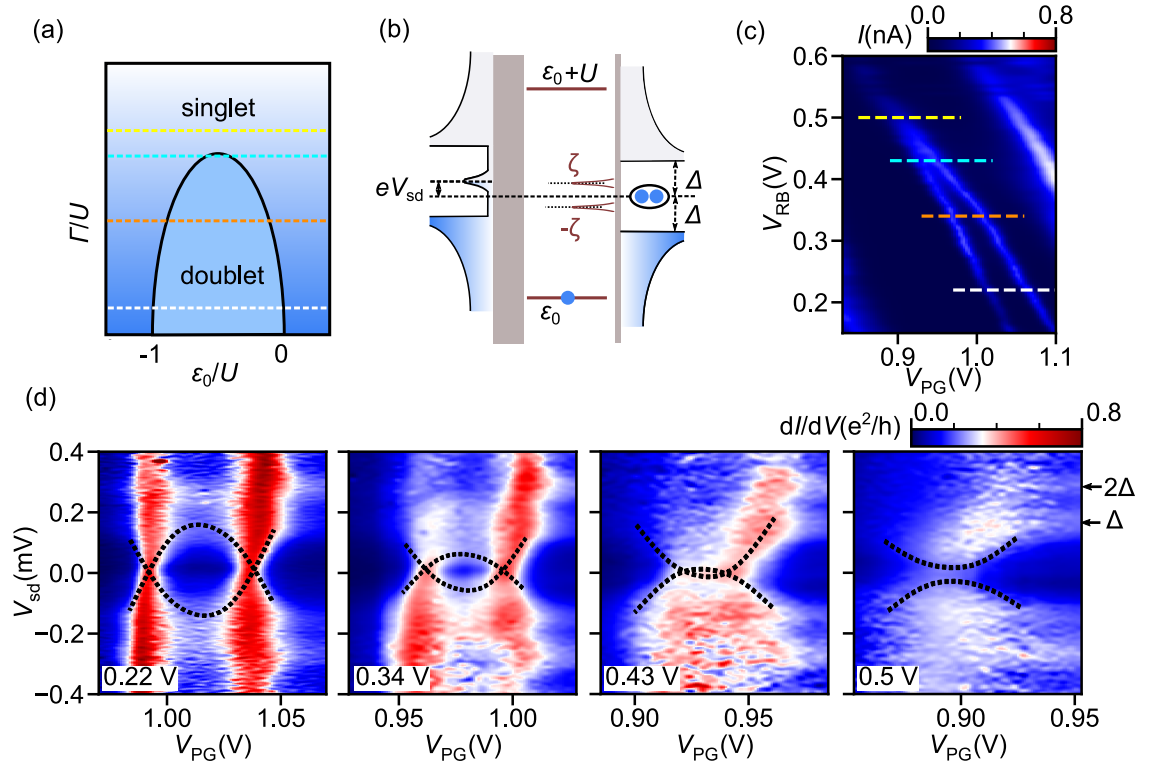 (a)
singlet
doublet
Γ/U
-1
0
ε₀/U
(b)
ε₀+U
ζ
eVsd
-ζ
Δ
Δ
ε₀
(c)
I(nA)
0.0
0.8
0.6
0.5
0.4
0.3
0.2
VRB(V)
0.9
1.0
1.1
VPG(V)
(d)
dI/dV(e²/h)
0.0
0.8
0.4
0.2
0.0
−0.2
−0.4
Vsd(mV)
0.22 V
1.00
1.05
VPG(V)
0.34 V
0.95
1.00
VPG(V)
0.43 V
0.90
0.95
VPG(V)
0.5 V
0.90
0.95
VPG(V)
2Δ
Δ